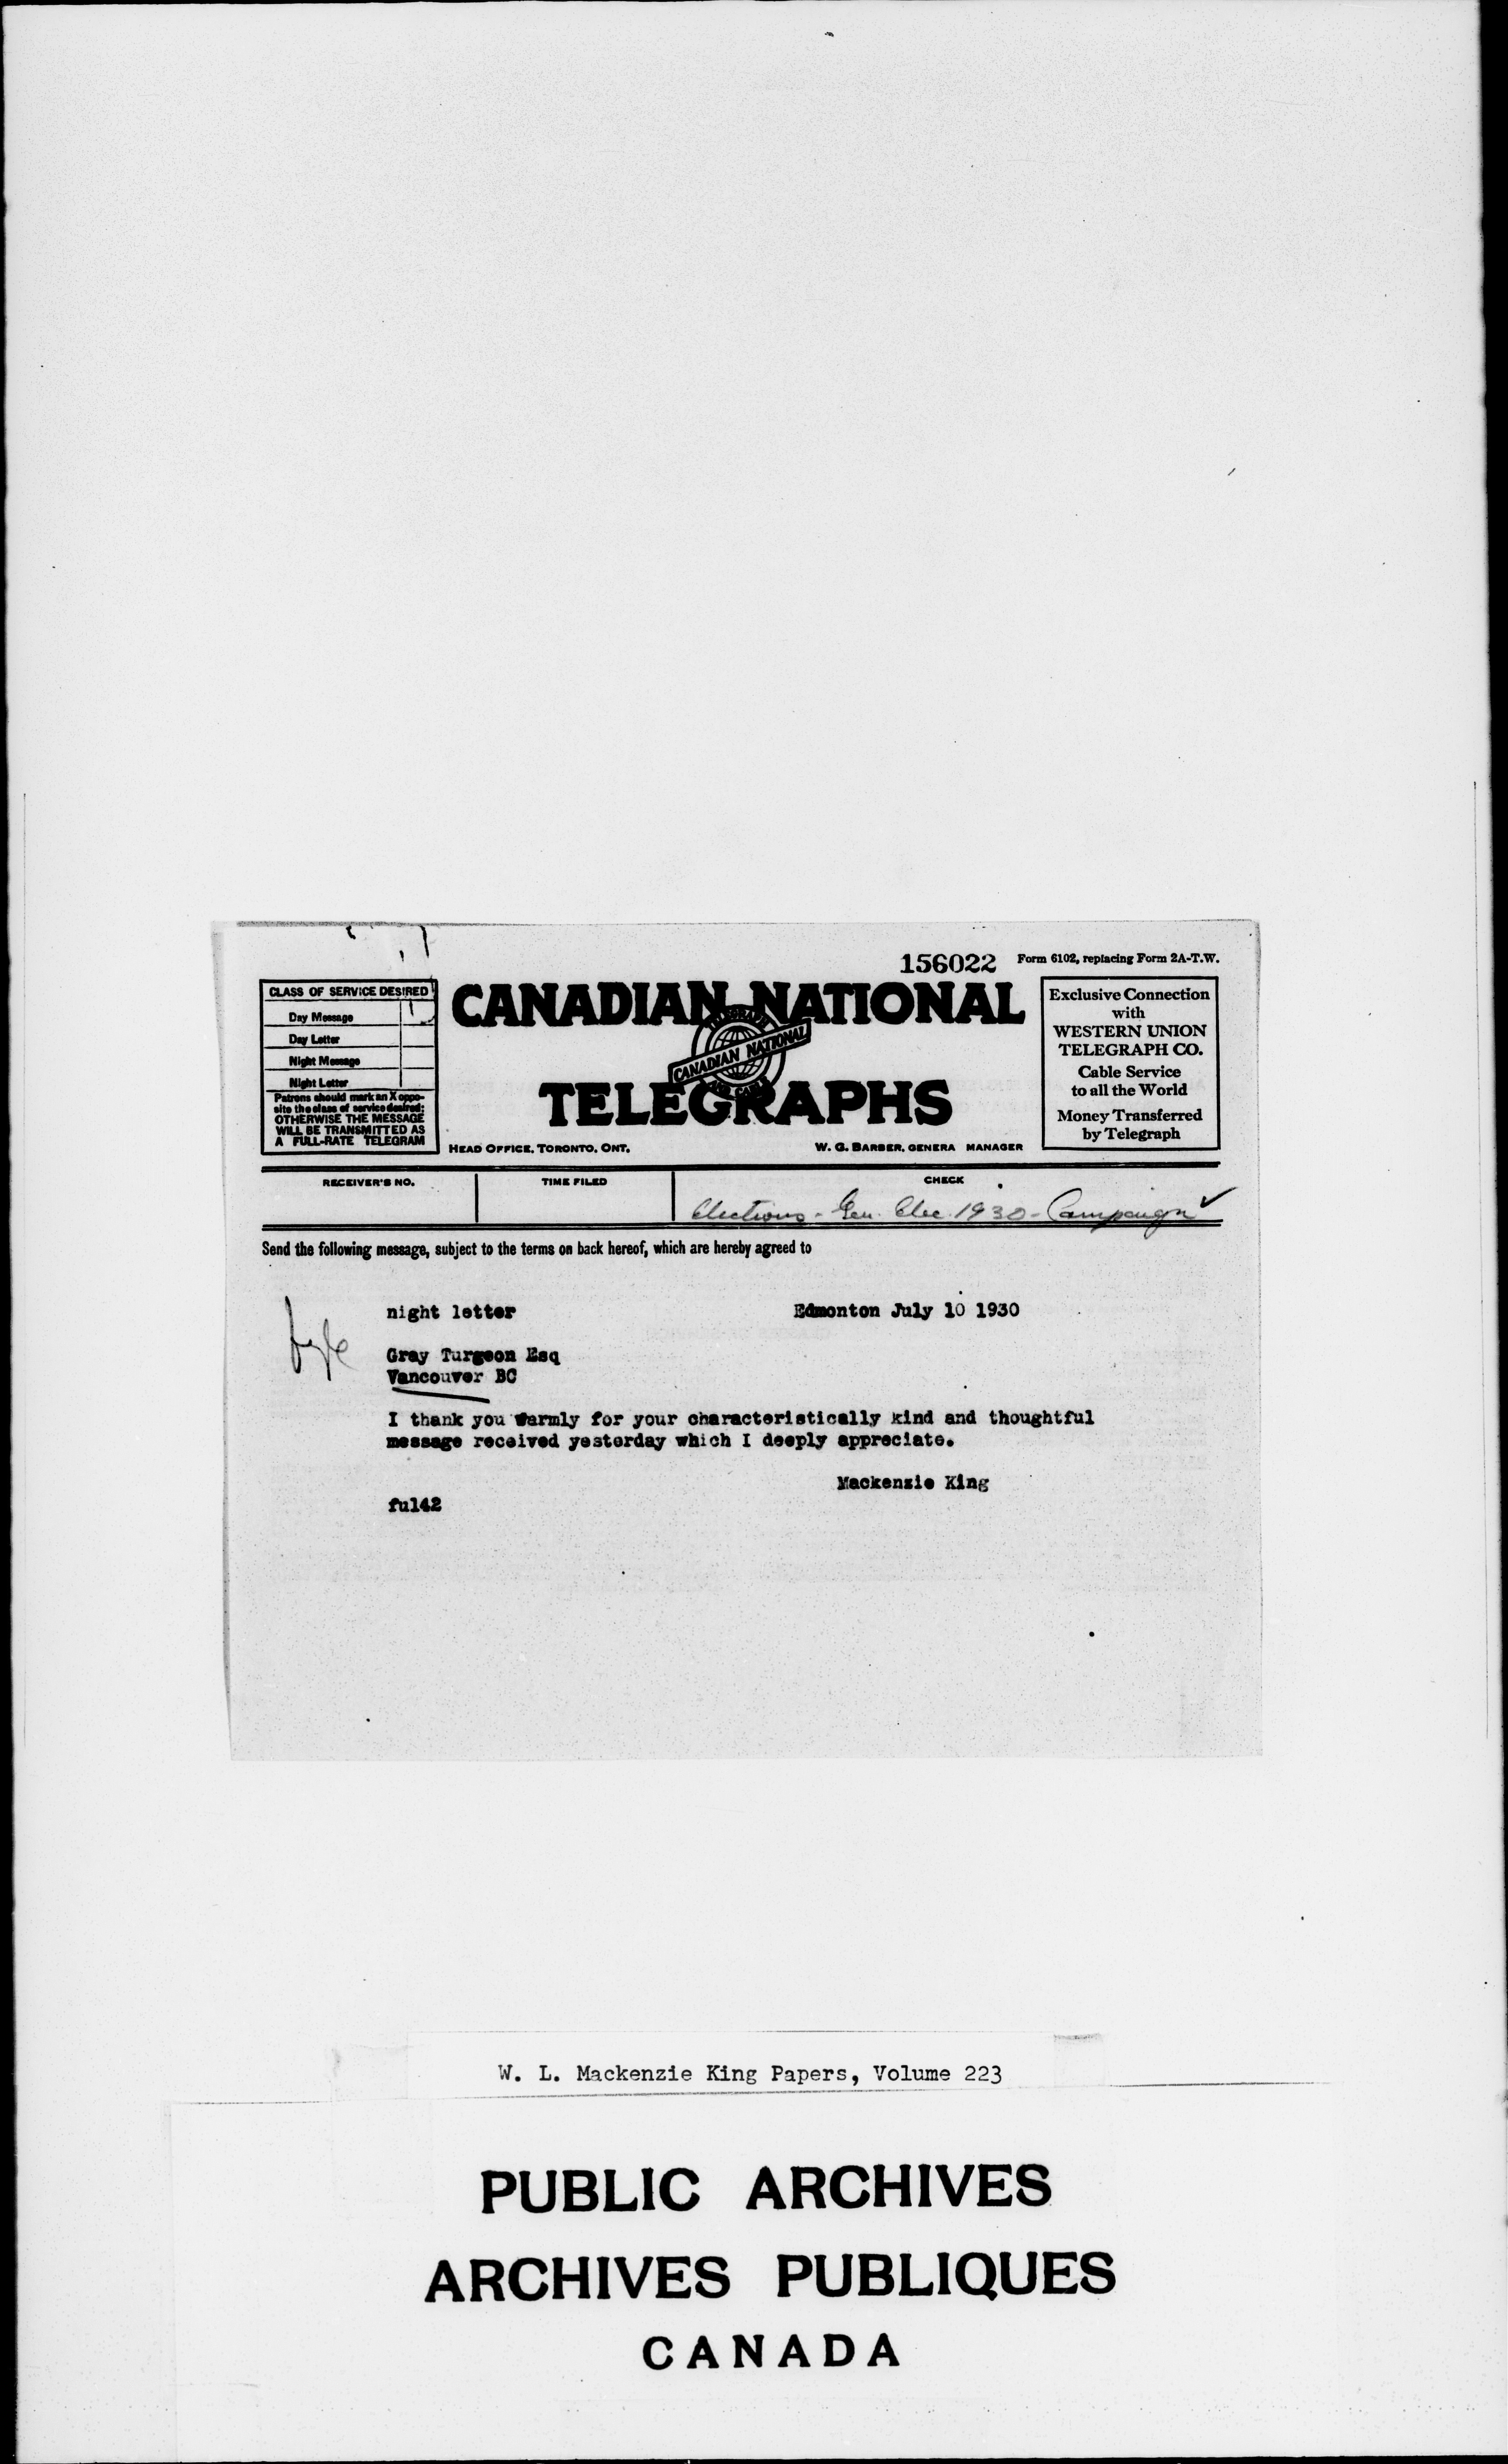 156022 Form 6102, replacing Form 2A-T.W.
CLASS OF SERVICE DESIRED
Day Message
Day Letter
Night Message
Night Letter
Patrons should mark an X oppo-
site the class of service desired;
OTHERWISE THE MESSAGE
WILL BE TRANSMITTED AS
A FULL-RATE TELEGRAM
CANADIAN NATIONAL
TELEGRAPH
CANADIAN NATIONAL
AND CABLE
TELEGRAPHS
HEAD OFFICE, TORONTO, ONT. W. G. BARBER, GENERA MANAGER
Exclusive Connection
with
WESTERN UNION
TELEGRAPH CO.
Cable Service
to all the World
Money Transferred
by Telegraph
RECEIVER'S NO. TIME FILED CHECK
Elections - Gen. Elec. 1930 - Campaign ✓
Send the following message, subject to the terms on back hereof, which are hereby agreed to
night letter Edmonton July 10 1930
Gray Turgeon Esq
Vancouver BC
I thank you warmly for your characteristically kind and thoughtful
message received yesterday which I deeply appreciate.
Mackenzie King
ful42
W. L. Mackenzie King Papers, Volume 223
PUBLIC ARCHIVES
ARCHIVES PUBLIQUES
CANADA